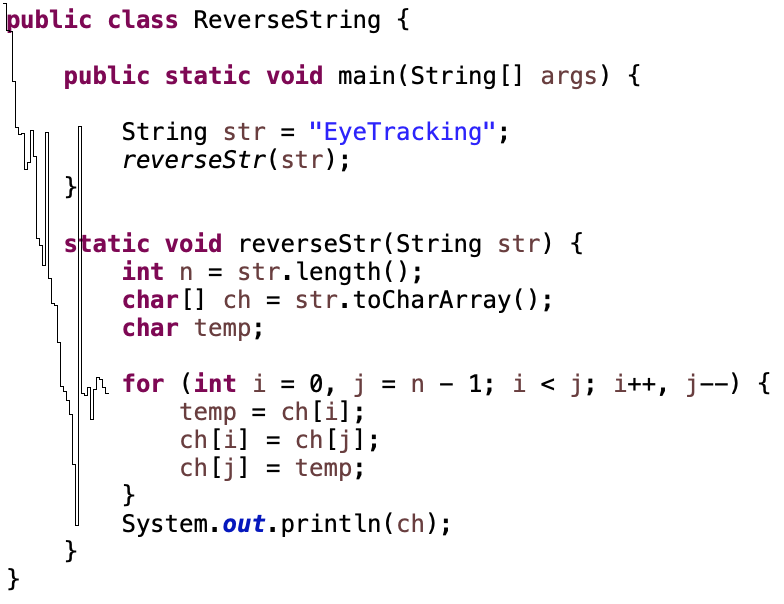 public class ReverseString {
public static void main(String[] args) {
String str = "EyeTracking";
reverseStr(str);
}
static void reverseStr(String str) {
int n = str.length();
char[] ch = str.toCharArray();
char temp;
for (int i = 0, j = n - 1; i < j; i++, j--) {
temp = ch[i];
ch[i] = ch[j];
ch[j] = temp;
}
System.out.println(ch);
}
}